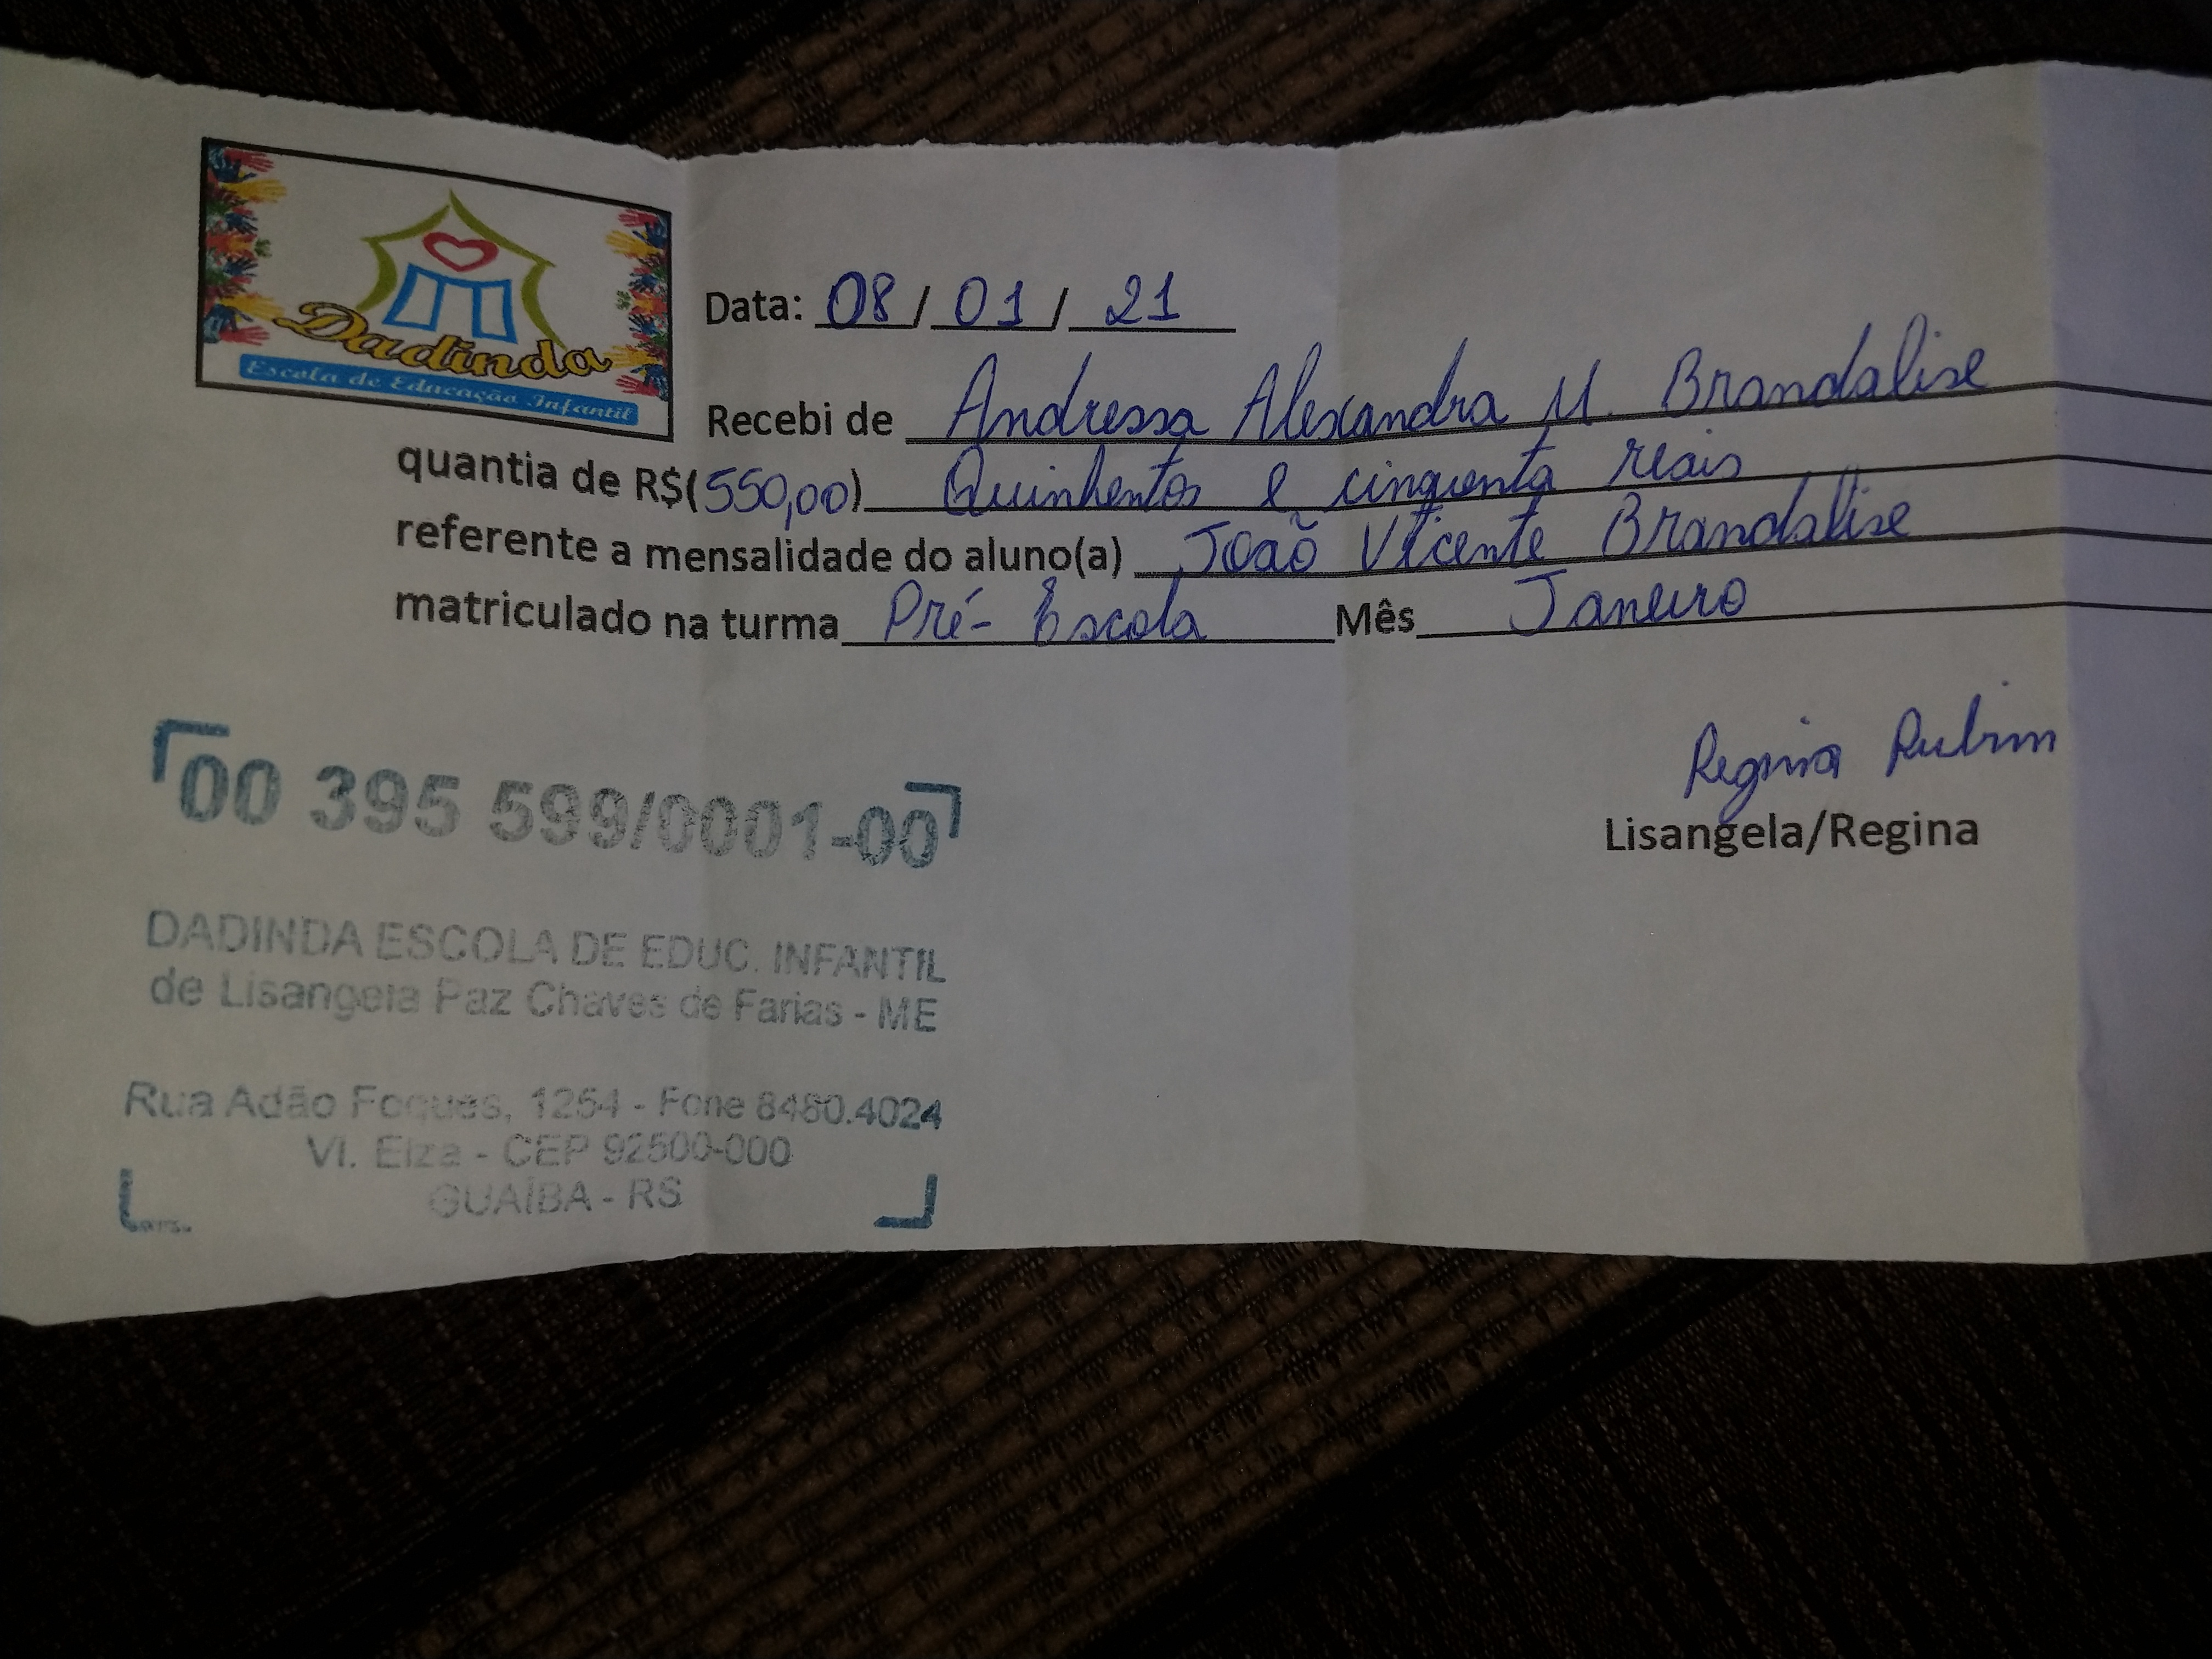 Dadinda
Escola de Educação Infantil
Data: 08/01/21
Recebi de Andressa Alexandra M. Brandalise
quantia de R$(550,00) Quinhentos e cinquenta reais
referente a mensalidade do aluno(a) João Vicente Brandalise
matriculado na turma Pré-Escola Mês Janeiro
Regina Rubim
Lisangela/Regina
00 395 599/0001-00
DADINDA ESCOLA DE EDUC. INFANTIL
de Lisangela Paz Chaves de Farias - ME
Rua Adão Foques, 1264 - Fone 8480.4024
VI. Elza - CEP 92500-000
GUAÍBA - RS